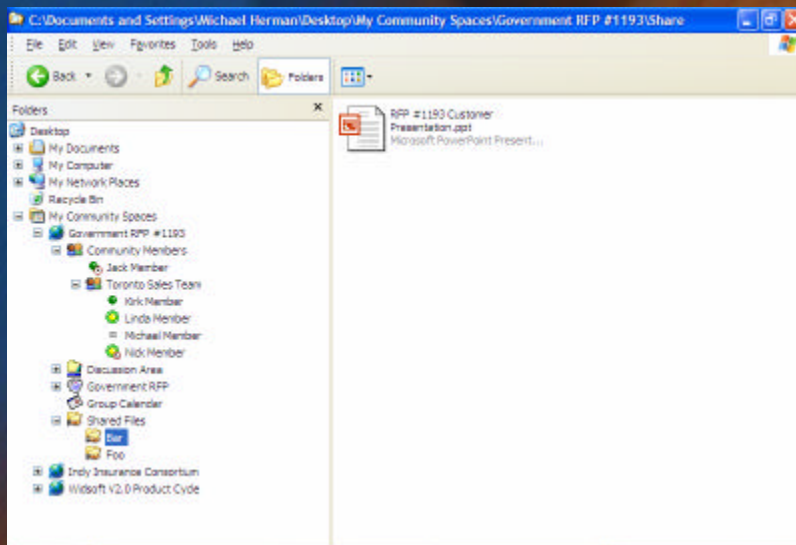 C:\Documents and Settings\Michael Herman\Desktop\My Community Spaces\Government RFP #1193\Share
File Edit View Favorites Tools Help
Back Search Folders
Folders
Desktop
My Documents
My Computer
My Network Places
Recycle Bin
My Community Spaces
Government RFP #1193
Community Members
Jack Member
Toronto Sales Team
Kirk Member
Linda Member
Michael Member
Nick Member
Discussion Area
Government RFP
Group Calendar
Shared Files
Bar
Foo
Indy Insurance Consortium
Widsoft V2.0 Product Cycle
RFP #1193 Customer
Presentation.ppt
Microsoft PowerPoint Present...